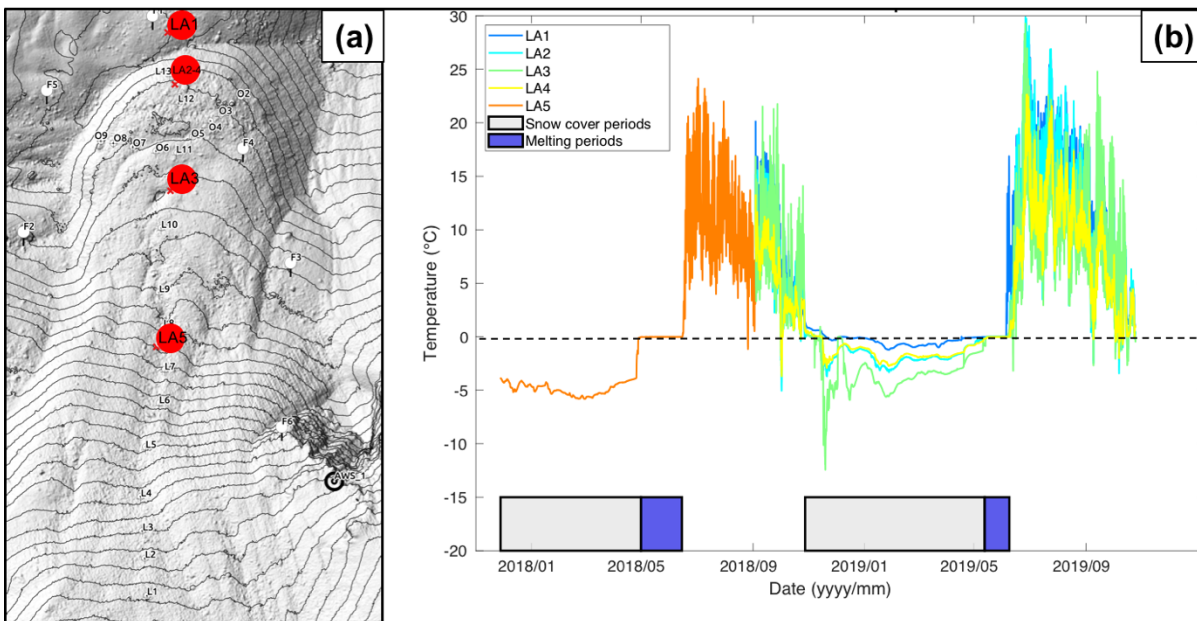 (a)
LA1
L13
LA2-4
F5
L12
O2
O3
O4
O5
O9
O8
O7
O6
L11
F4
LA3
F2
L10
F3
L9
L8
LA5
L7
L6
F6
L5
AWS_1
L4
L3
L2
L1
(b)
LA1
LA2
LA3
LA4
LA5
Snow cover periods
Melting periods
30
25
20
15
10
5
0
-5
-10
-15
-20
Temperature (°C)
2018/01 2018/05 2018/09 2019/01 2019/05 2019/09
Date (yyyy/mm)